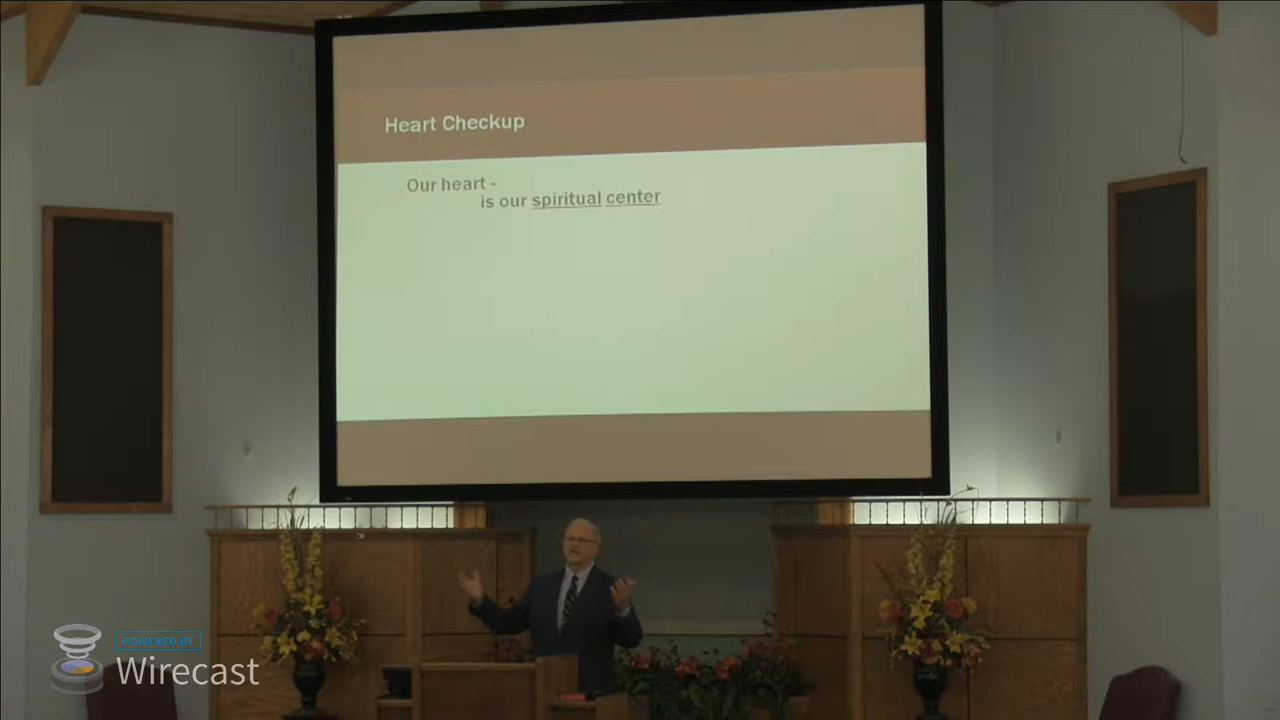 Heart Checkup
Our heart -
is our spiritual center
POWERED BY
Wirecast